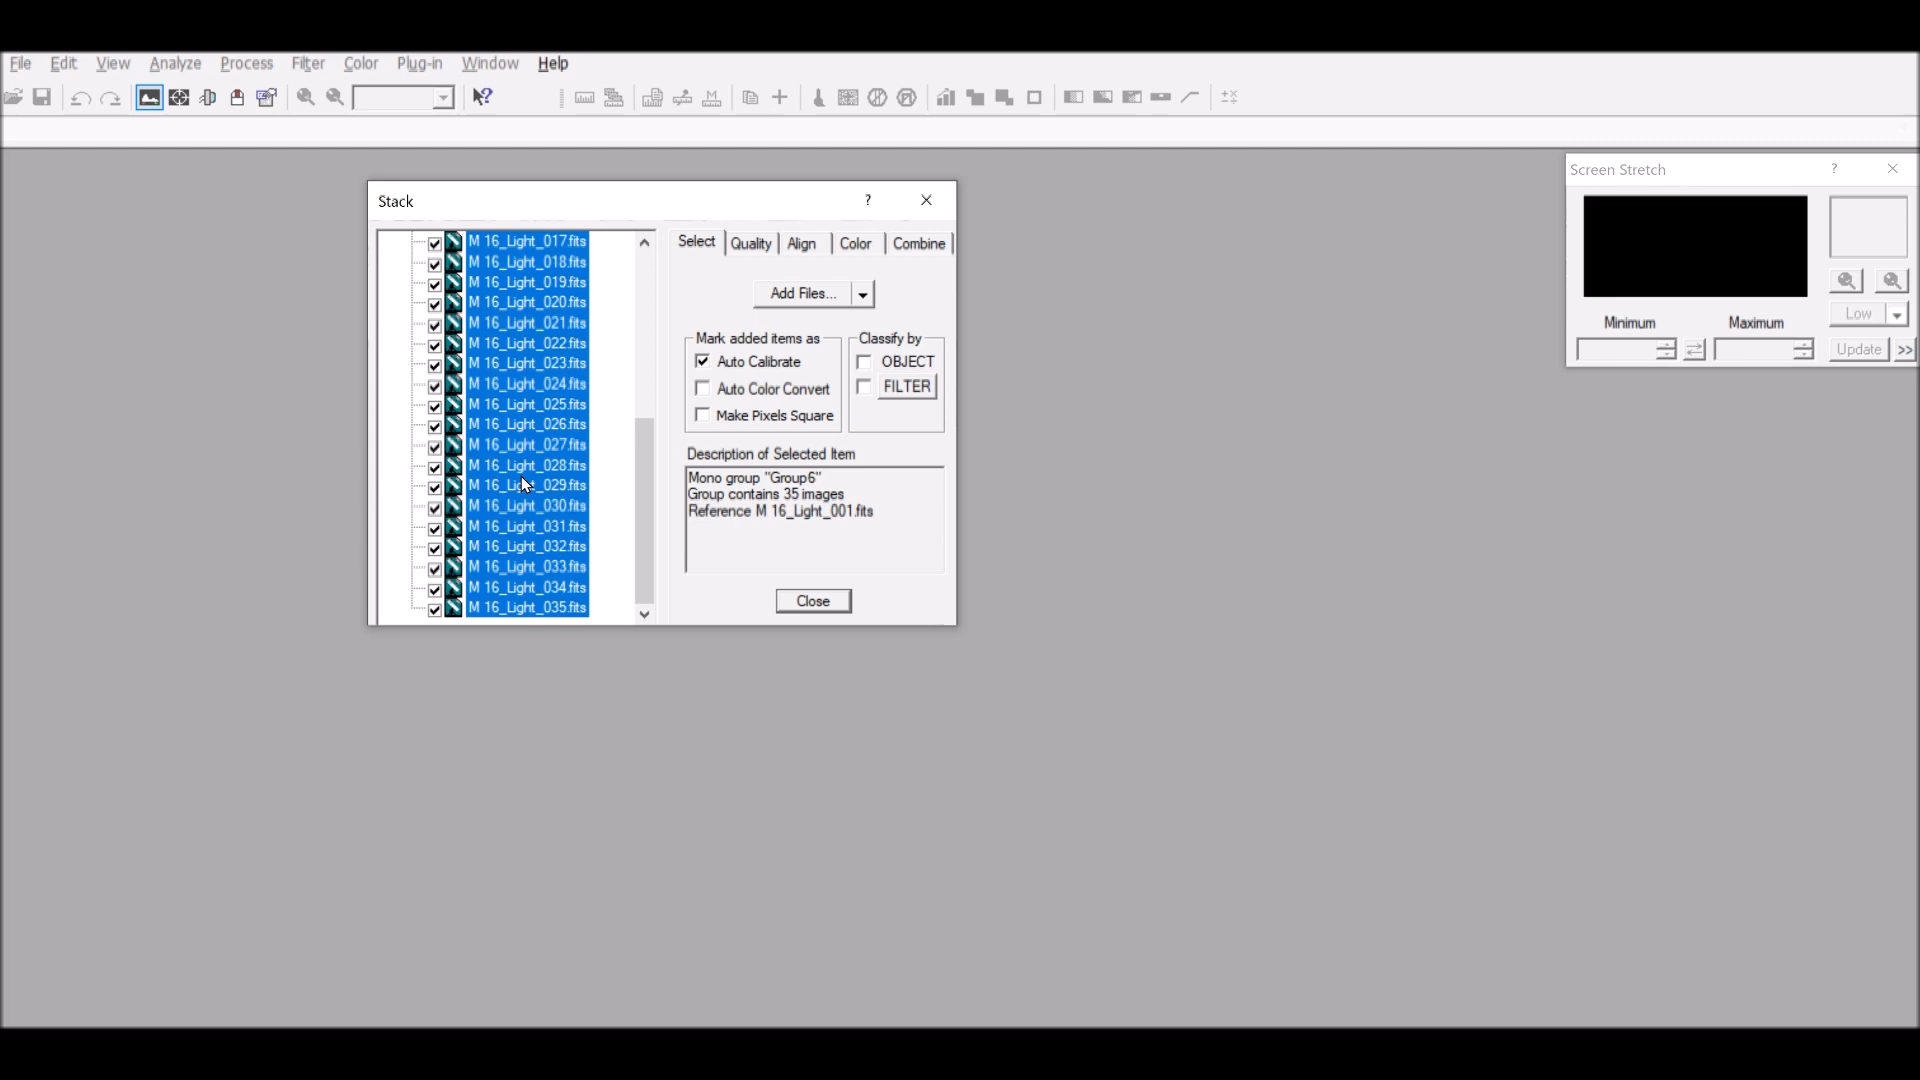 File Edit View Analyze Process Filter Color Plug-in Window Help
Stack
M 16_Light_017.fits
M 16_Light_018.fits
M 16_Light_019.fits
M 16_Light_020.fits
M 16_Light_021.fits
M 16_Light_022.fits
M 16_Light_023.fits
M 16_Light_024.fits
M 16_Light_025.fits
M 16_Light_026.fits
M 16_Light_027.fits
M 16_Light_028.fits
M 16_Light_029.fits
M 16_Light_030.fits
M 16_Light_031.fits
M 16_Light_032.fits
M 16_Light_033.fits
M 16_Light_034.fits
M 16_Light_035.fits
Select Quality Align Color Combine
Add Files...
Mark added items as
Auto Calibrate
Auto Color Convert
Make Pixels Square
Classify by
OBJECT
FILTER
Description of Selected Item
Mono group "Group6"
Group contains 35 images
Reference M 16_Light_001.fits
Close
Screen Stretch
Low
Minimum Maximum
Update >>